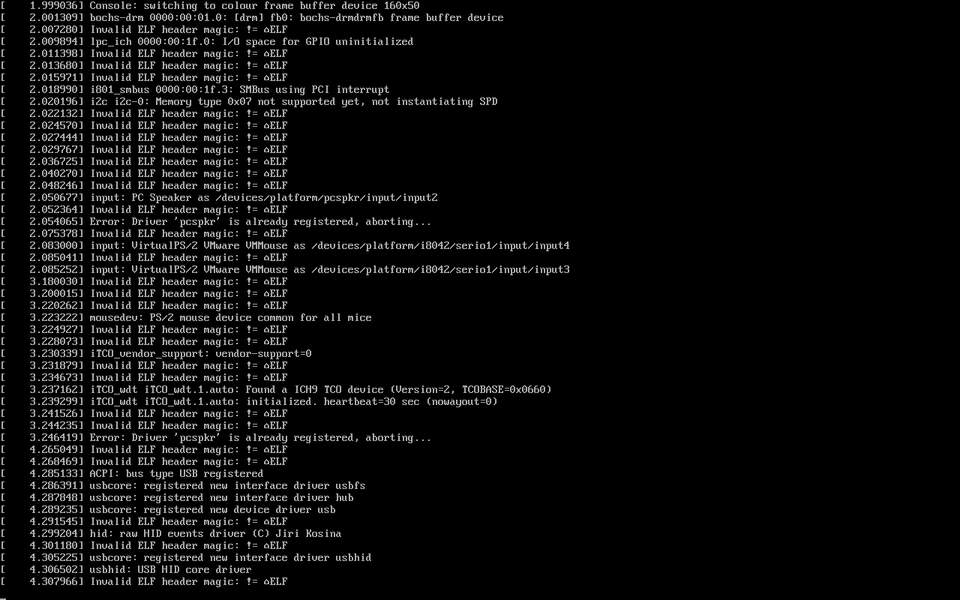 [    1.999036] Console: switching to colour frame buffer device 160x50
[    2.001309] bochs-drm 0000:00:01.0: [drm] fb0: bochs-drmdrmfb frame buffer device
[    2.007280] Invalid ELF header magic: != ⌂ELF
[    2.009894] lpc_ich 0000:00:1f.0: I/O space for GPIO uninitialized
[    2.011398] Invalid ELF header magic: != ⌂ELF
[    2.013680] Invalid ELF header magic: != ⌂ELF
[    2.015971] Invalid ELF header magic: != ⌂ELF
[    2.018990] i801_smbus 0000:00:1f.3: SMBus using PCI interrupt
[    2.020196] i2c i2c-0: Memory type 0x07 not supported yet, not instantiating SPD
[    2.022132] Invalid ELF header magic: != ⌂ELF
[    2.024570] Invalid ELF header magic: != ⌂ELF
[    2.027444] Invalid ELF header magic: != ⌂ELF
[    2.029767] Invalid ELF header magic: != ⌂ELF
[    2.036725] Invalid ELF header magic: != ⌂ELF
[    2.040270] Invalid ELF header magic: != ⌂ELF
[    2.048246] Invalid ELF header magic: != ⌂ELF
[    2.050677] input: PC Speaker as /devices/platform/pcspkr/input/input2
[    2.052364] Invalid ELF header magic: != ⌂ELF
[    2.054065] Error: Driver 'pcspkr' is already registered, aborting...
[    2.075378] Invalid ELF header magic: != ⌂ELF
[    2.083000] input: VirtualPS/2 VMware VMMouse as /devices/platform/i8042/serio1/input/input4
[    2.085041] Invalid ELF header magic: != ⌂ELF
[    2.085252] input: VirtualPS/2 VMware VMMouse as /devices/platform/i8042/serio1/input/input3
[    3.180030] Invalid ELF header magic: != ⌂ELF
[    3.200015] Invalid ELF header magic: != ⌂ELF
[    3.220262] Invalid ELF header magic: != ⌂ELF
[    3.223222] mousedev: PS/2 mouse device common for all mice
[    3.224927] Invalid ELF header magic: != ⌂ELF
[    3.228073] Invalid ELF header magic: != ⌂ELF
[    3.230339] iTCO_vendor_support: vendor-support=0
[    3.231879] Invalid ELF header magic: != ⌂ELF
[    3.234673] Invalid ELF header magic: != ⌂ELF
[    3.237162] iTCO_wdt iTCO_wdt.1.auto: Found a ICH9 TCO device (Version=2, TCOBASE=0x0660)
[    3.239299] iTCO_wdt iTCO_wdt.1.auto: initialized. heartbeat=30 sec (nowayout=0)
[    3.241526] Invalid ELF header magic: != ⌂ELF
[    3.244235] Invalid ELF header magic: != ⌂ELF
[    3.246419] Error: Driver 'pcspkr' is already registered, aborting...
[    4.265049] Invalid ELF header magic: != ⌂ELF
[    4.268469] Invalid ELF header magic: != ⌂ELF
[    4.285133] ACPI: bus type USB registered
[    4.286391] usbcore: registered new interface driver usbfs
[    4.287848] usbcore: registered new interface driver hub
[    4.289235] usbcore: registered new device driver usb
[    4.291545] Invalid ELF header magic: != ⌂ELF
[    4.299204] hid: raw HID events driver (C) Jiri Kosina
[    4.301180] Invalid ELF header magic: != ⌂ELF
[    4.305225] usbcore: registered new interface driver usbhid
[    4.306502] usbhid: USB HID core driver
[    4.307966] Invalid ELF header magic: != ⌂ELF